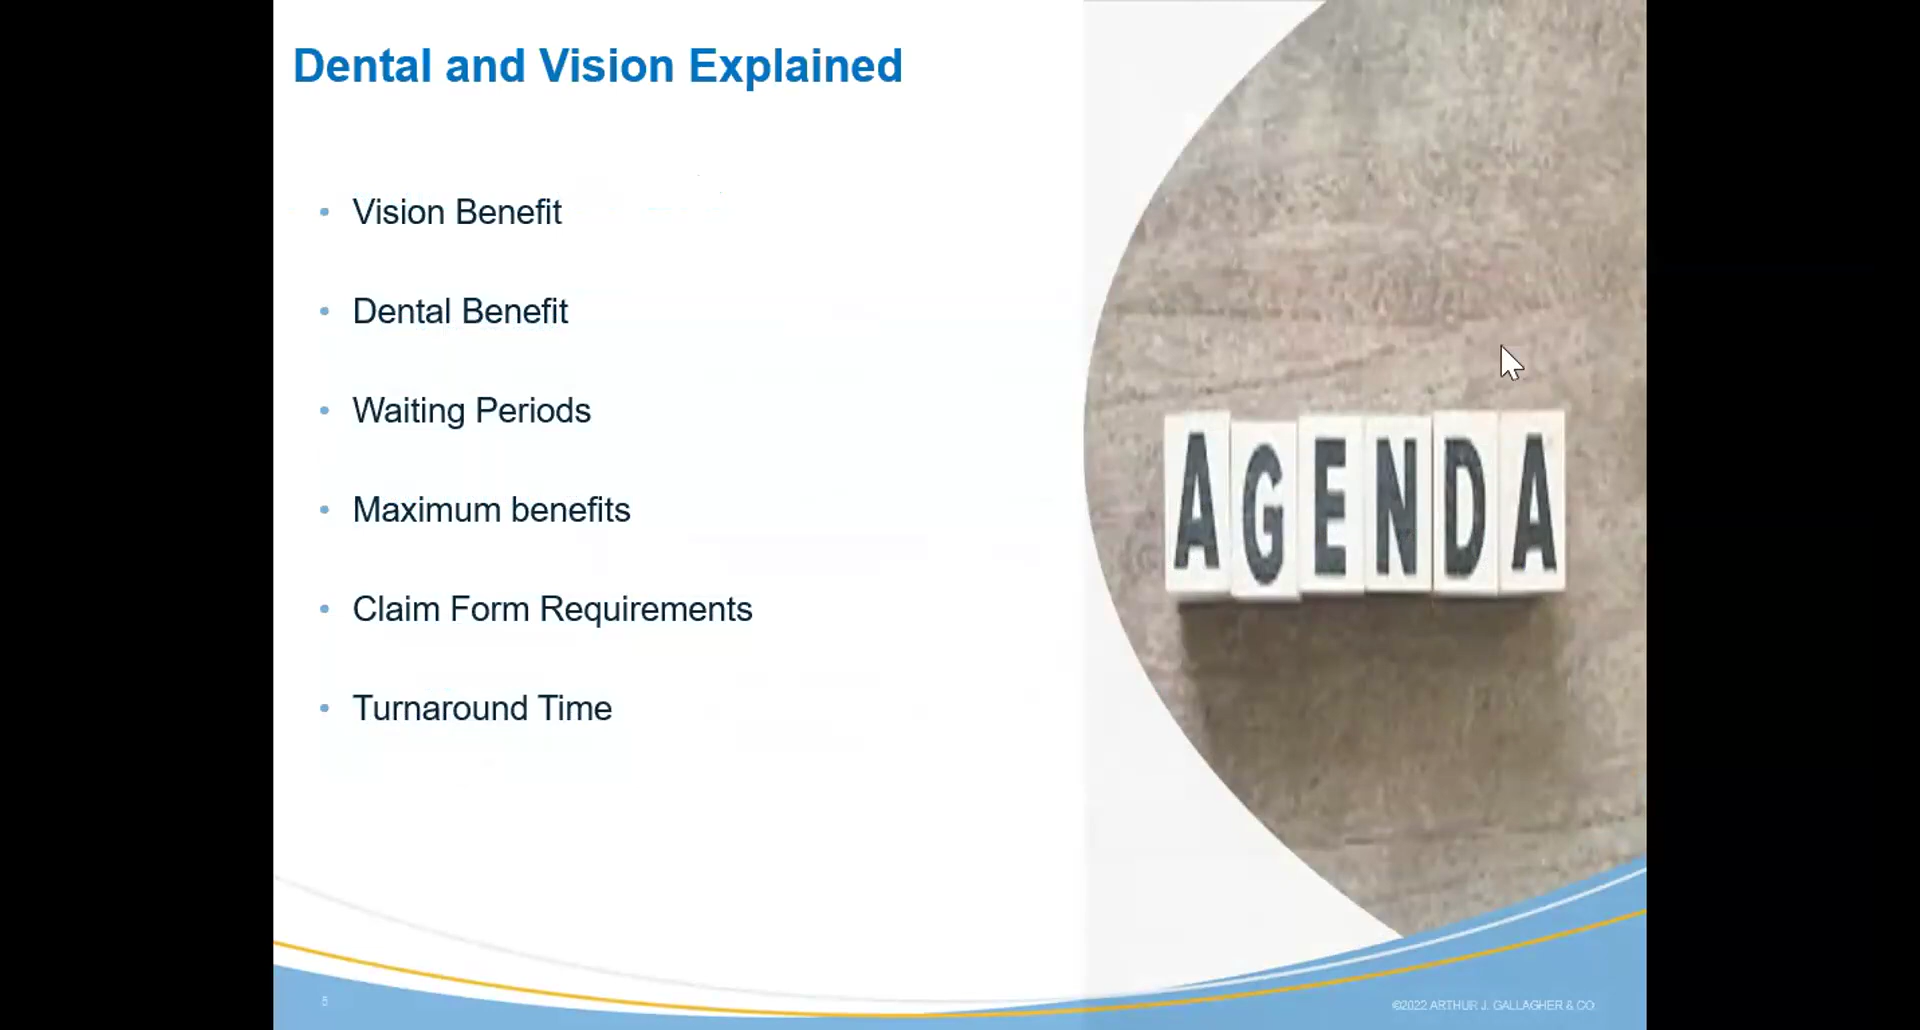 Dental and Vision Explained
• Vision Benefit
• Dental Benefit
• Waiting Periods
• Maximum benefits
• Claim Form Requirements
• Turnaround Time
AGENDA
©2022 ARTHUR J. GALLAGHER & CO